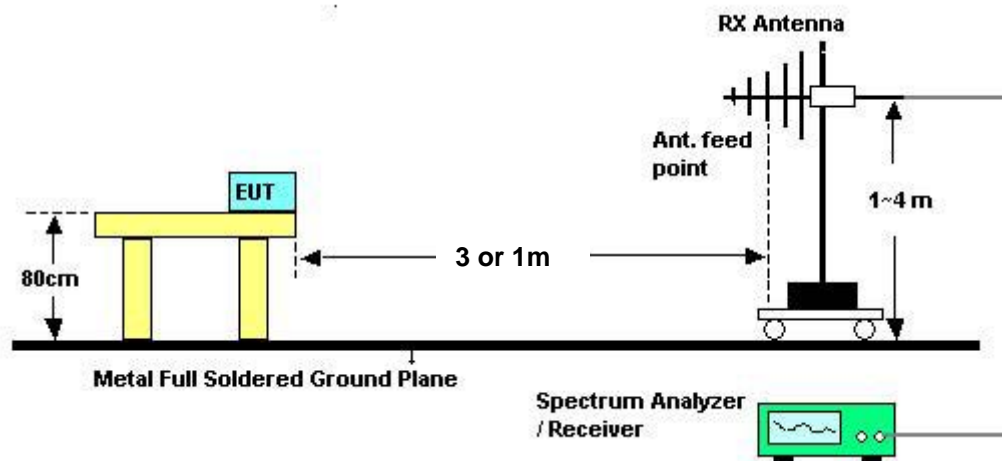 RX Antenna
Ant. feed
point
EUT
1~4 m
3 or 1m
80cm
Metal Full Soldered Ground Plane
Spectrum Analyzer
/ Receiver